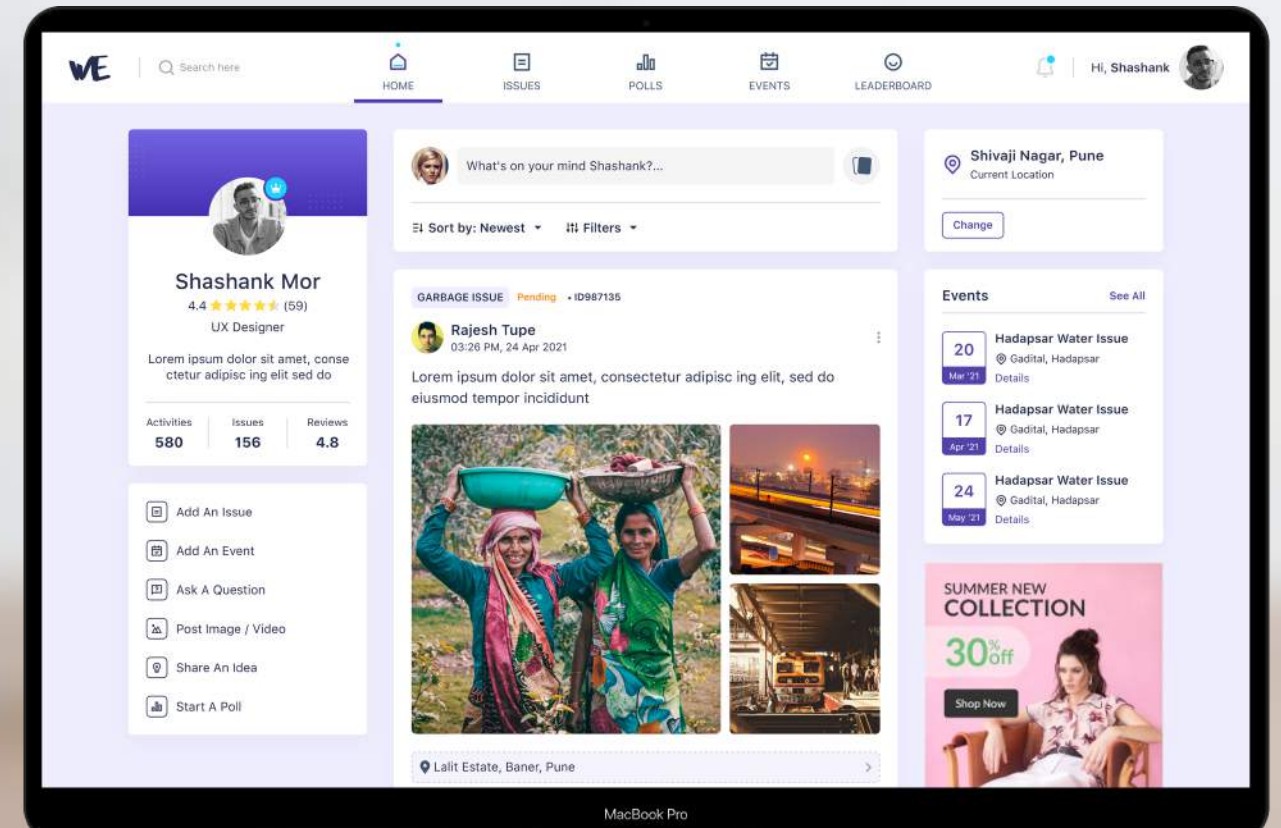 WE
Search here
HOME
ISSUES
POLLS
EVENTS
LEADERBOARD
Hi, Shashank
Shashank Mor
4.4 (59)
UX Designer
Lorem ipsum dolor sit amet, conse
ctetur adipisc ing elit sed do
Activities Issues Reviews
580 156 4.8
Add An Issue
Add An Event
Ask A Question
Post Image / Video
Share An Idea
Start A Poll
What's on your mind Shashank?...
Sort by: Newest Filters
GARBAGE ISSUE Pending • ID987135
Rajesh Tupe
03:26 PM, 24 Apr 2021
Lorem ipsum dolor sit amet, consectetur adipisc ing elit, sed do
eiusmod tempor incididunt
Lalit Estate, Baner, Pune
Shivaji Nagar, Pune
Current Location
Change
Events See All
20
Mar '21
Hadapsar Water Issue
Gadital, Hadapsar
Details
17
Apr '21
Hadapsar Water Issue
Gadital, Hadapsar
Details
24
May '21
Hadapsar Water Issue
Gadital, Hadapsar
Details
SUMMER NEW
COLLECTION
30% off
Shop Now
MacBook Pro